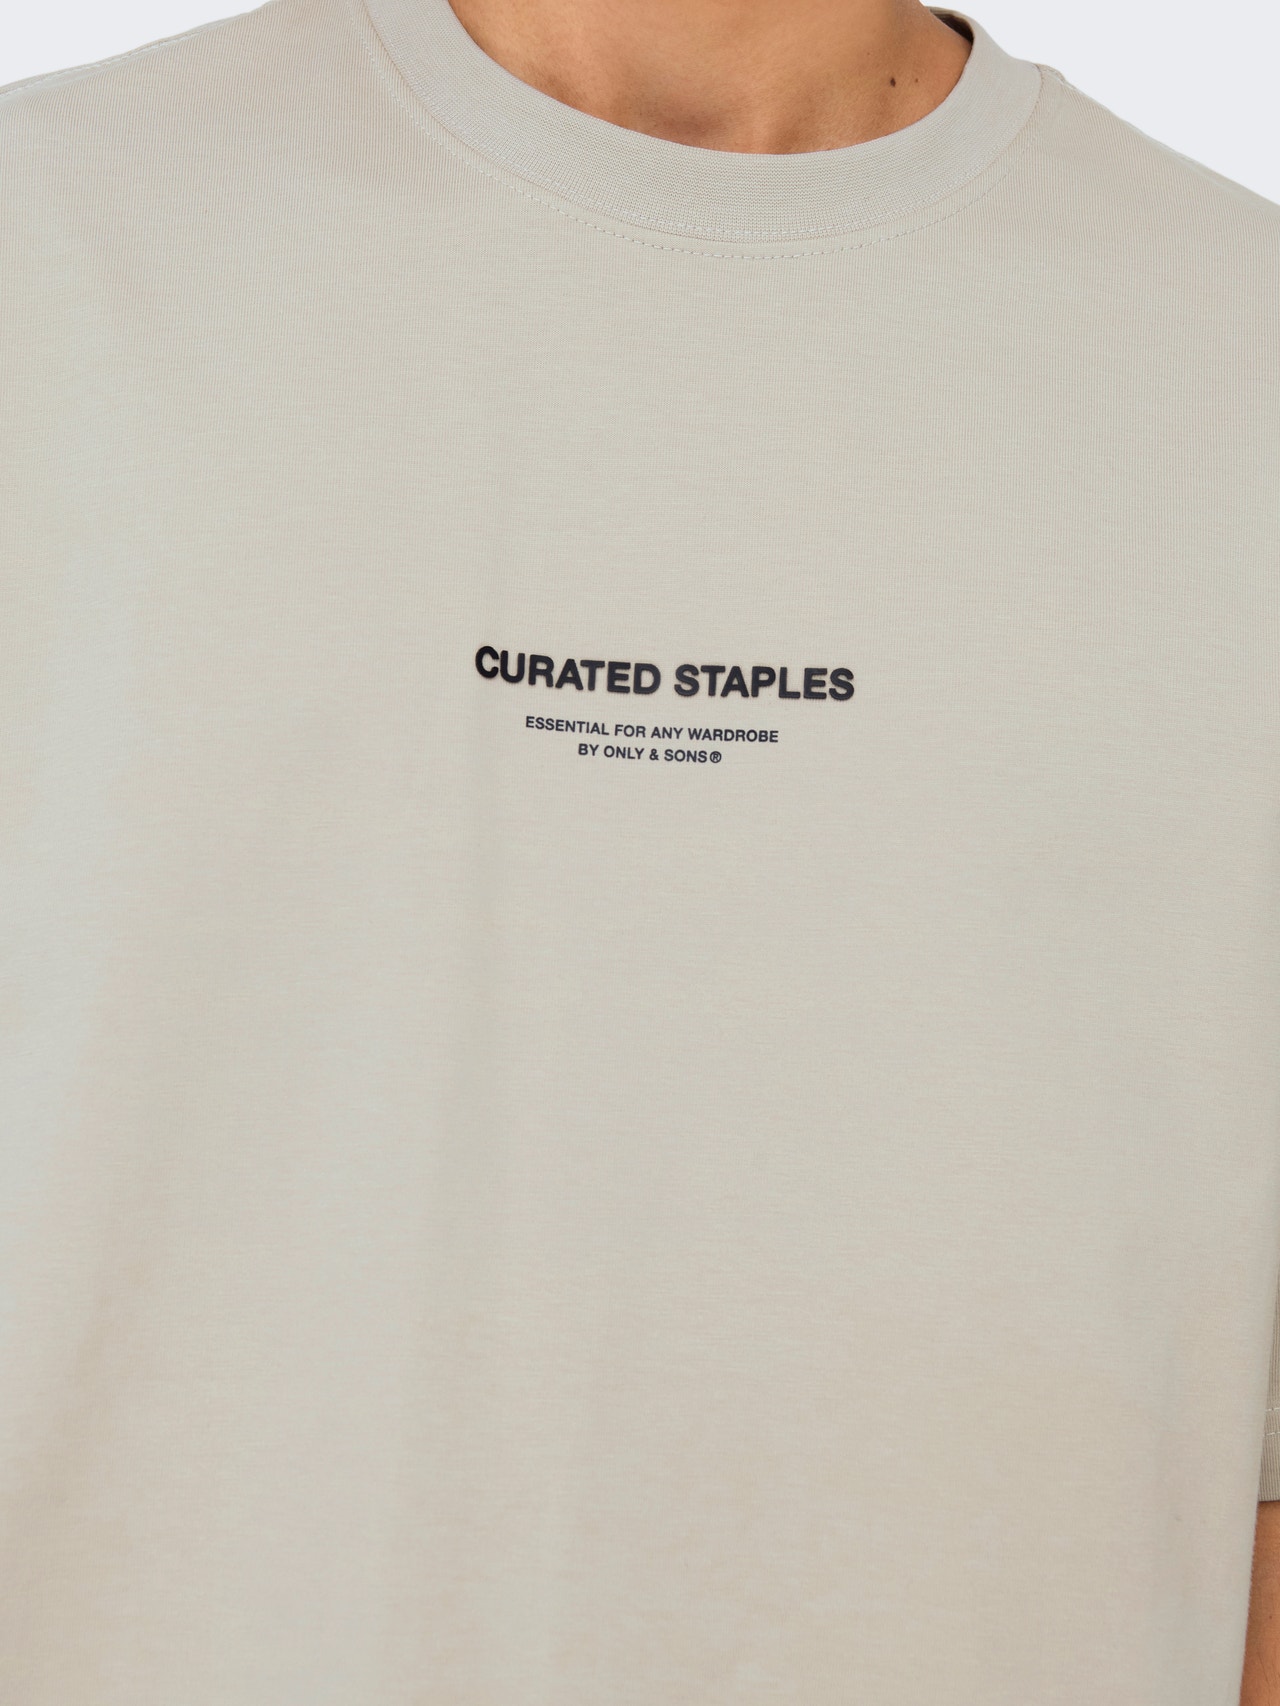 CURATED STAPLES
ESSENTIAL FOR ANY WARDROBE
BY ONLY & SONS®